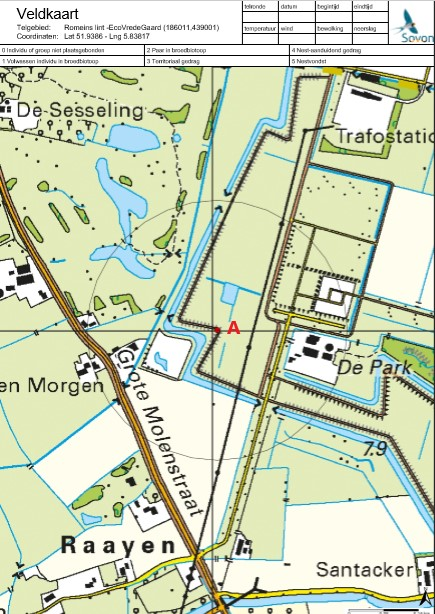 Veldkaart
Telgebied: Romeins lint -EcoVredeGaard (186011,439001)
Coordinaten: Lat 51.9386 - Lng 5.83817
telronde datum begintijd eindtijd
temperatuur wind bewolking neerslag
Sovon
0 Individu of groep niet plaatsgebonden 2 Paar in broedbiotoop 4 Nest-aanduidend gedrag
1 Volwassen individu in broedbiotoop 3 Territoriaal gedrag 5 Nestvondst
De Sesseling
Trafostatio
A
De Park
en Morgen
Grote Molenstraat
7.9
Raayen
Santacker